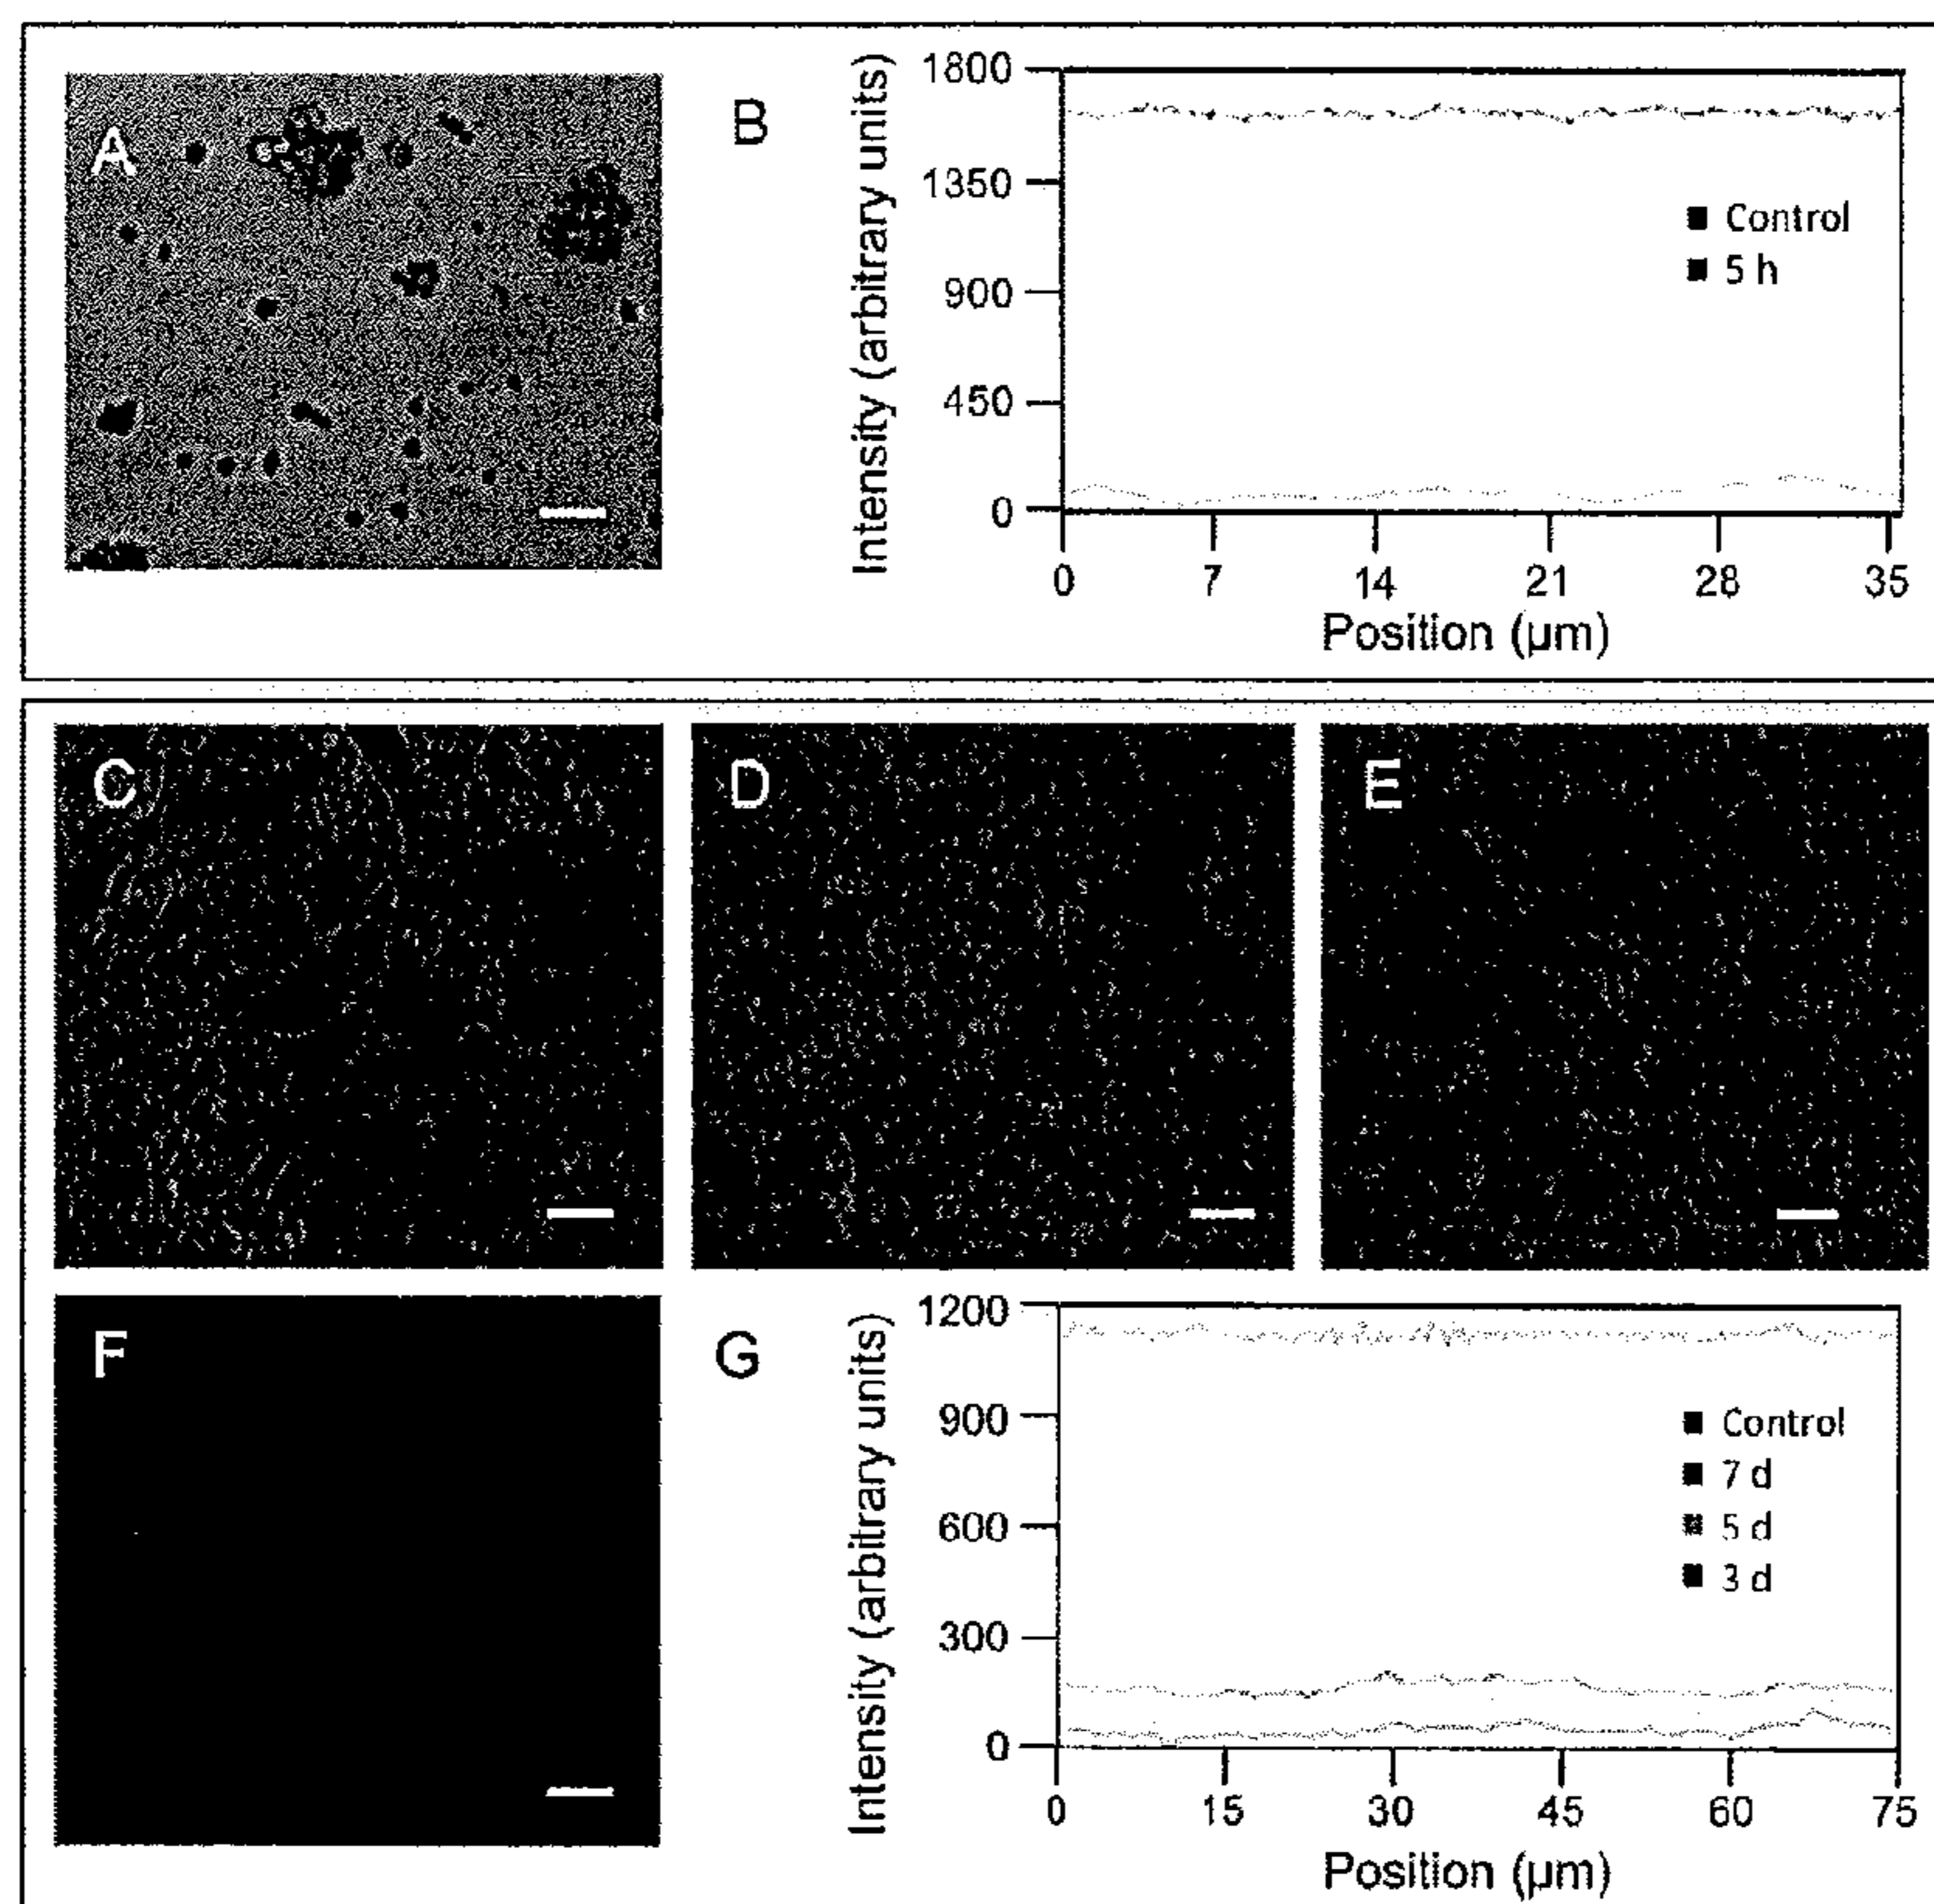 A
B
Intensity (arbitrary units)
1800
1350
900
450
0
Control
5 h
0 7 14 21 28 35
Position (µm)
C
D
E
F
G
Intensity (arbitrary units)
1200
900
600
300
0
Control
7 d
5 d
3 d
0 15 30 45 60 75
Position (µm)